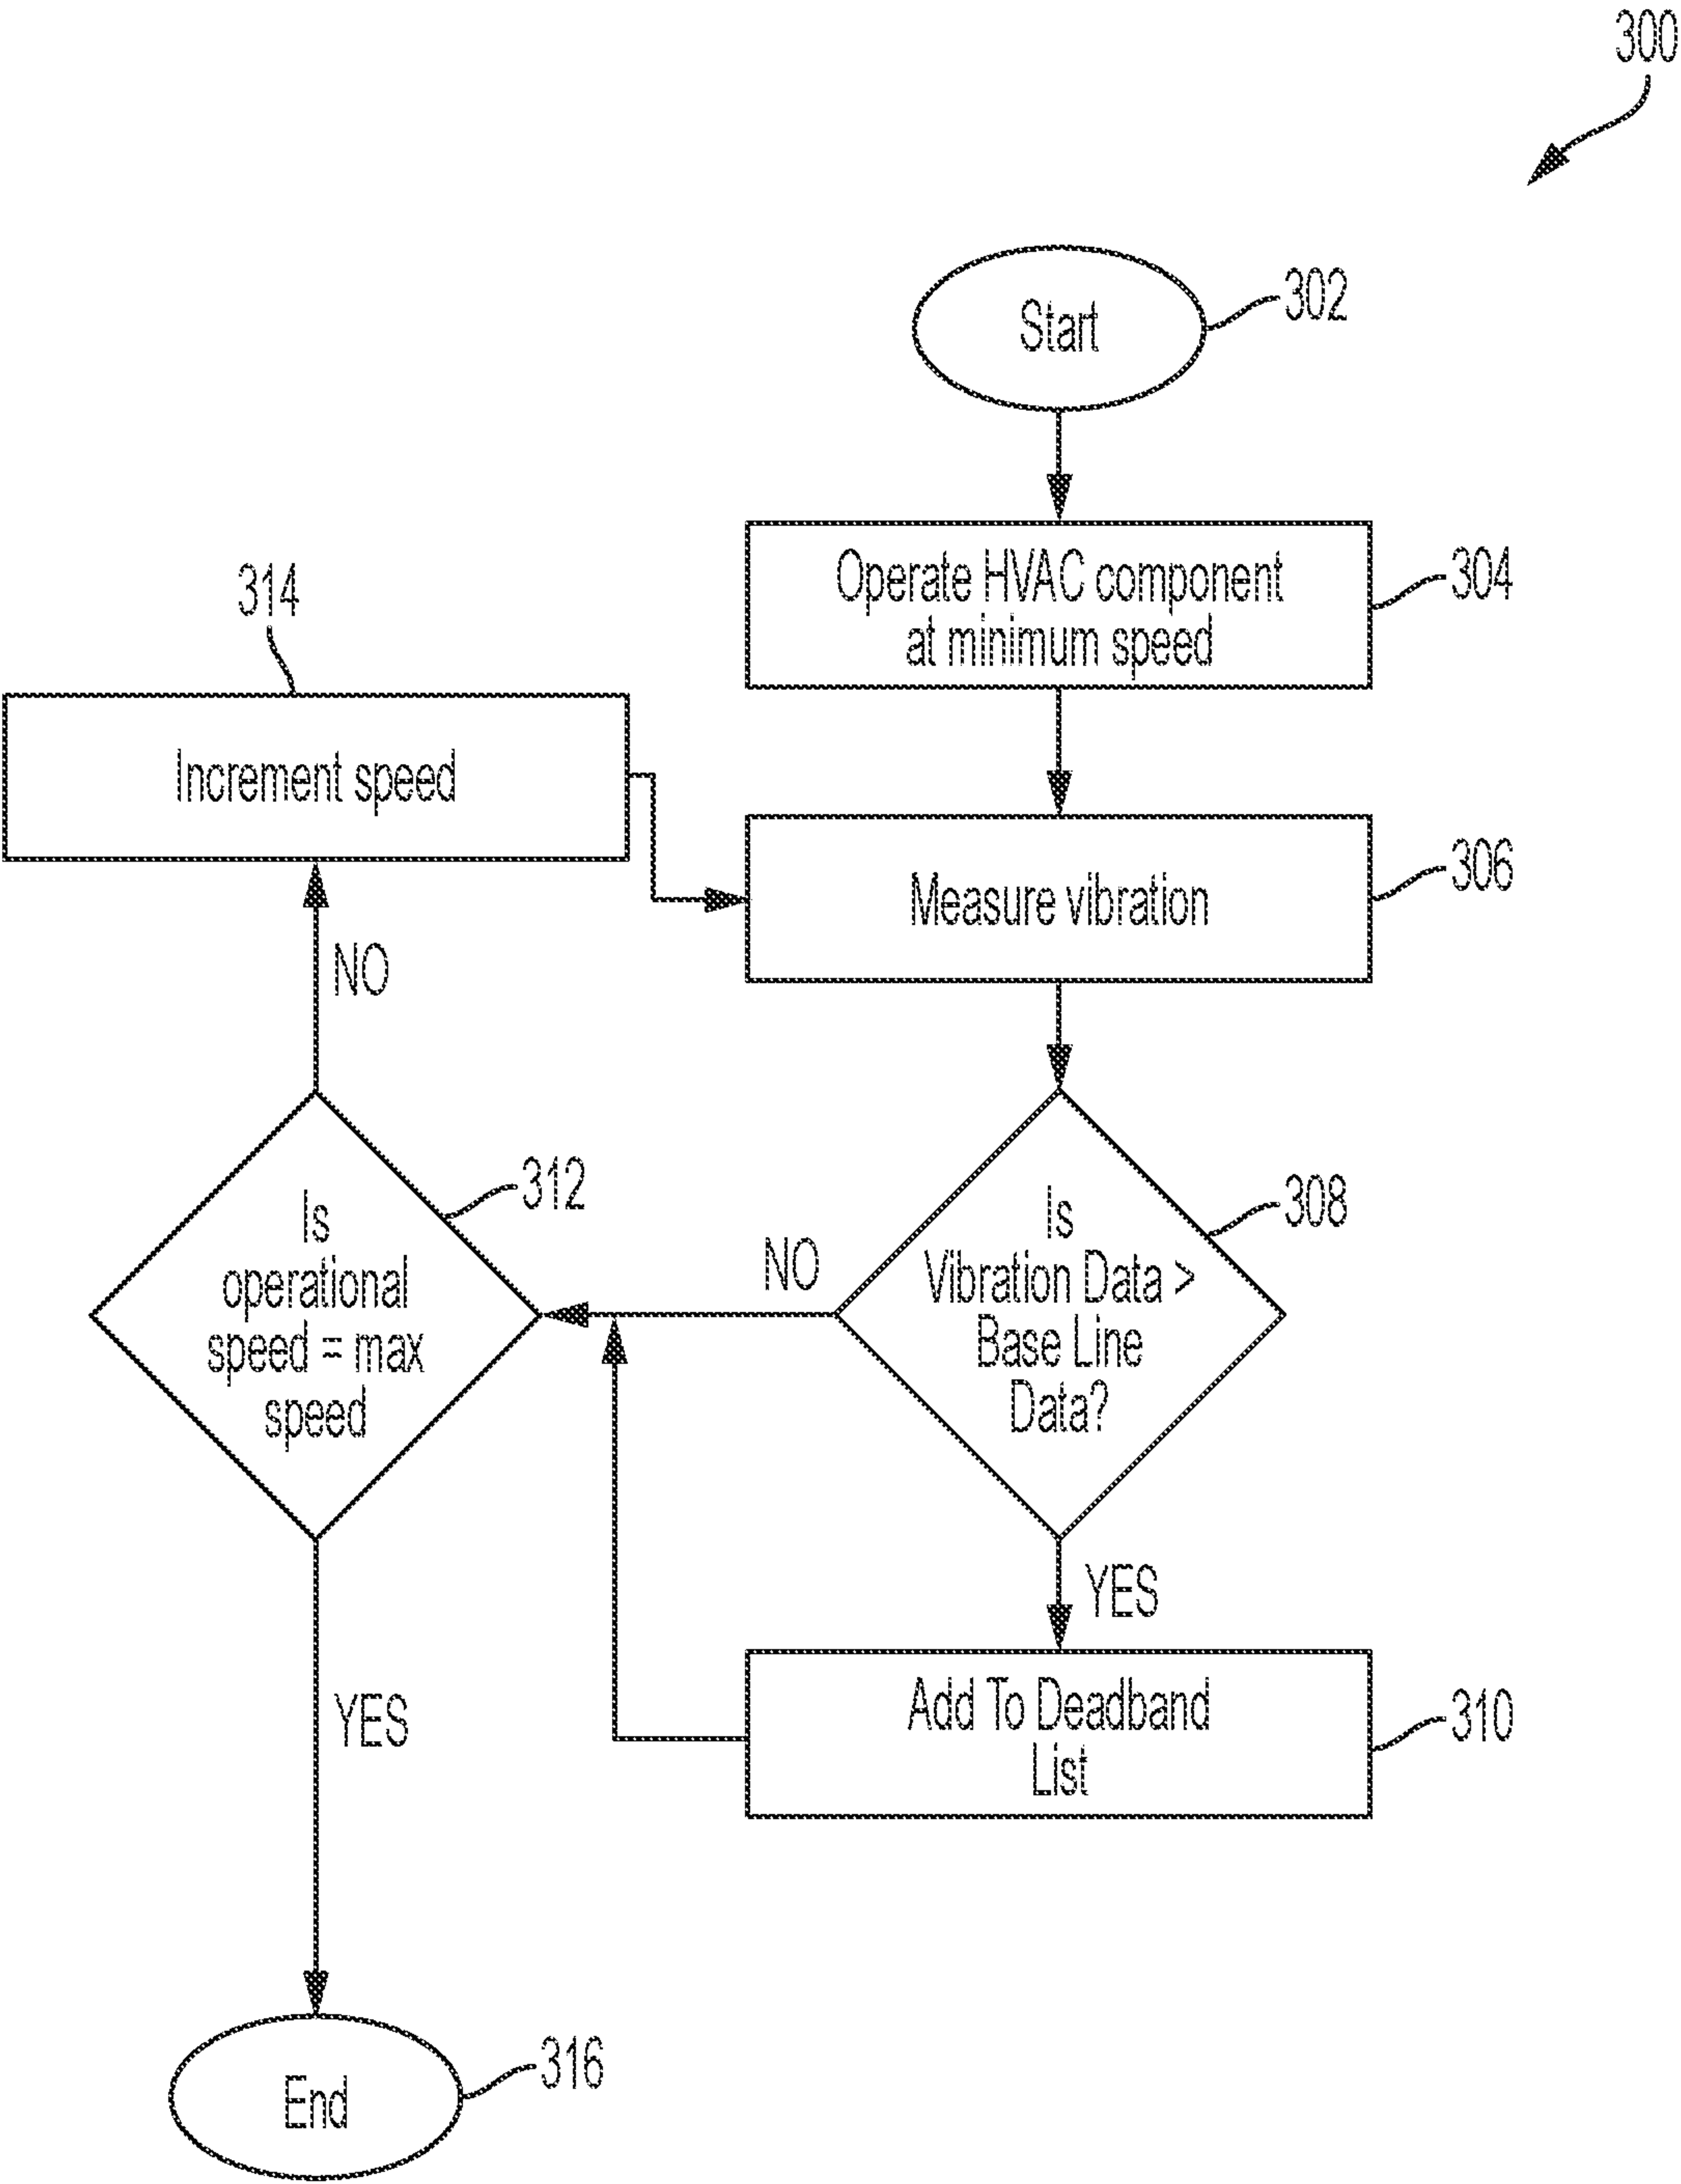 300
Start
302
Operate HVAC component
at minimum speed
304
314
Increment speed
Measure vibration
306
NO
Is
operational
speed = max
speed
312
NO
Is
Vibration Data >
Base Line
Data?
308
YES
YES
Add To Deadband
List
310
End
316